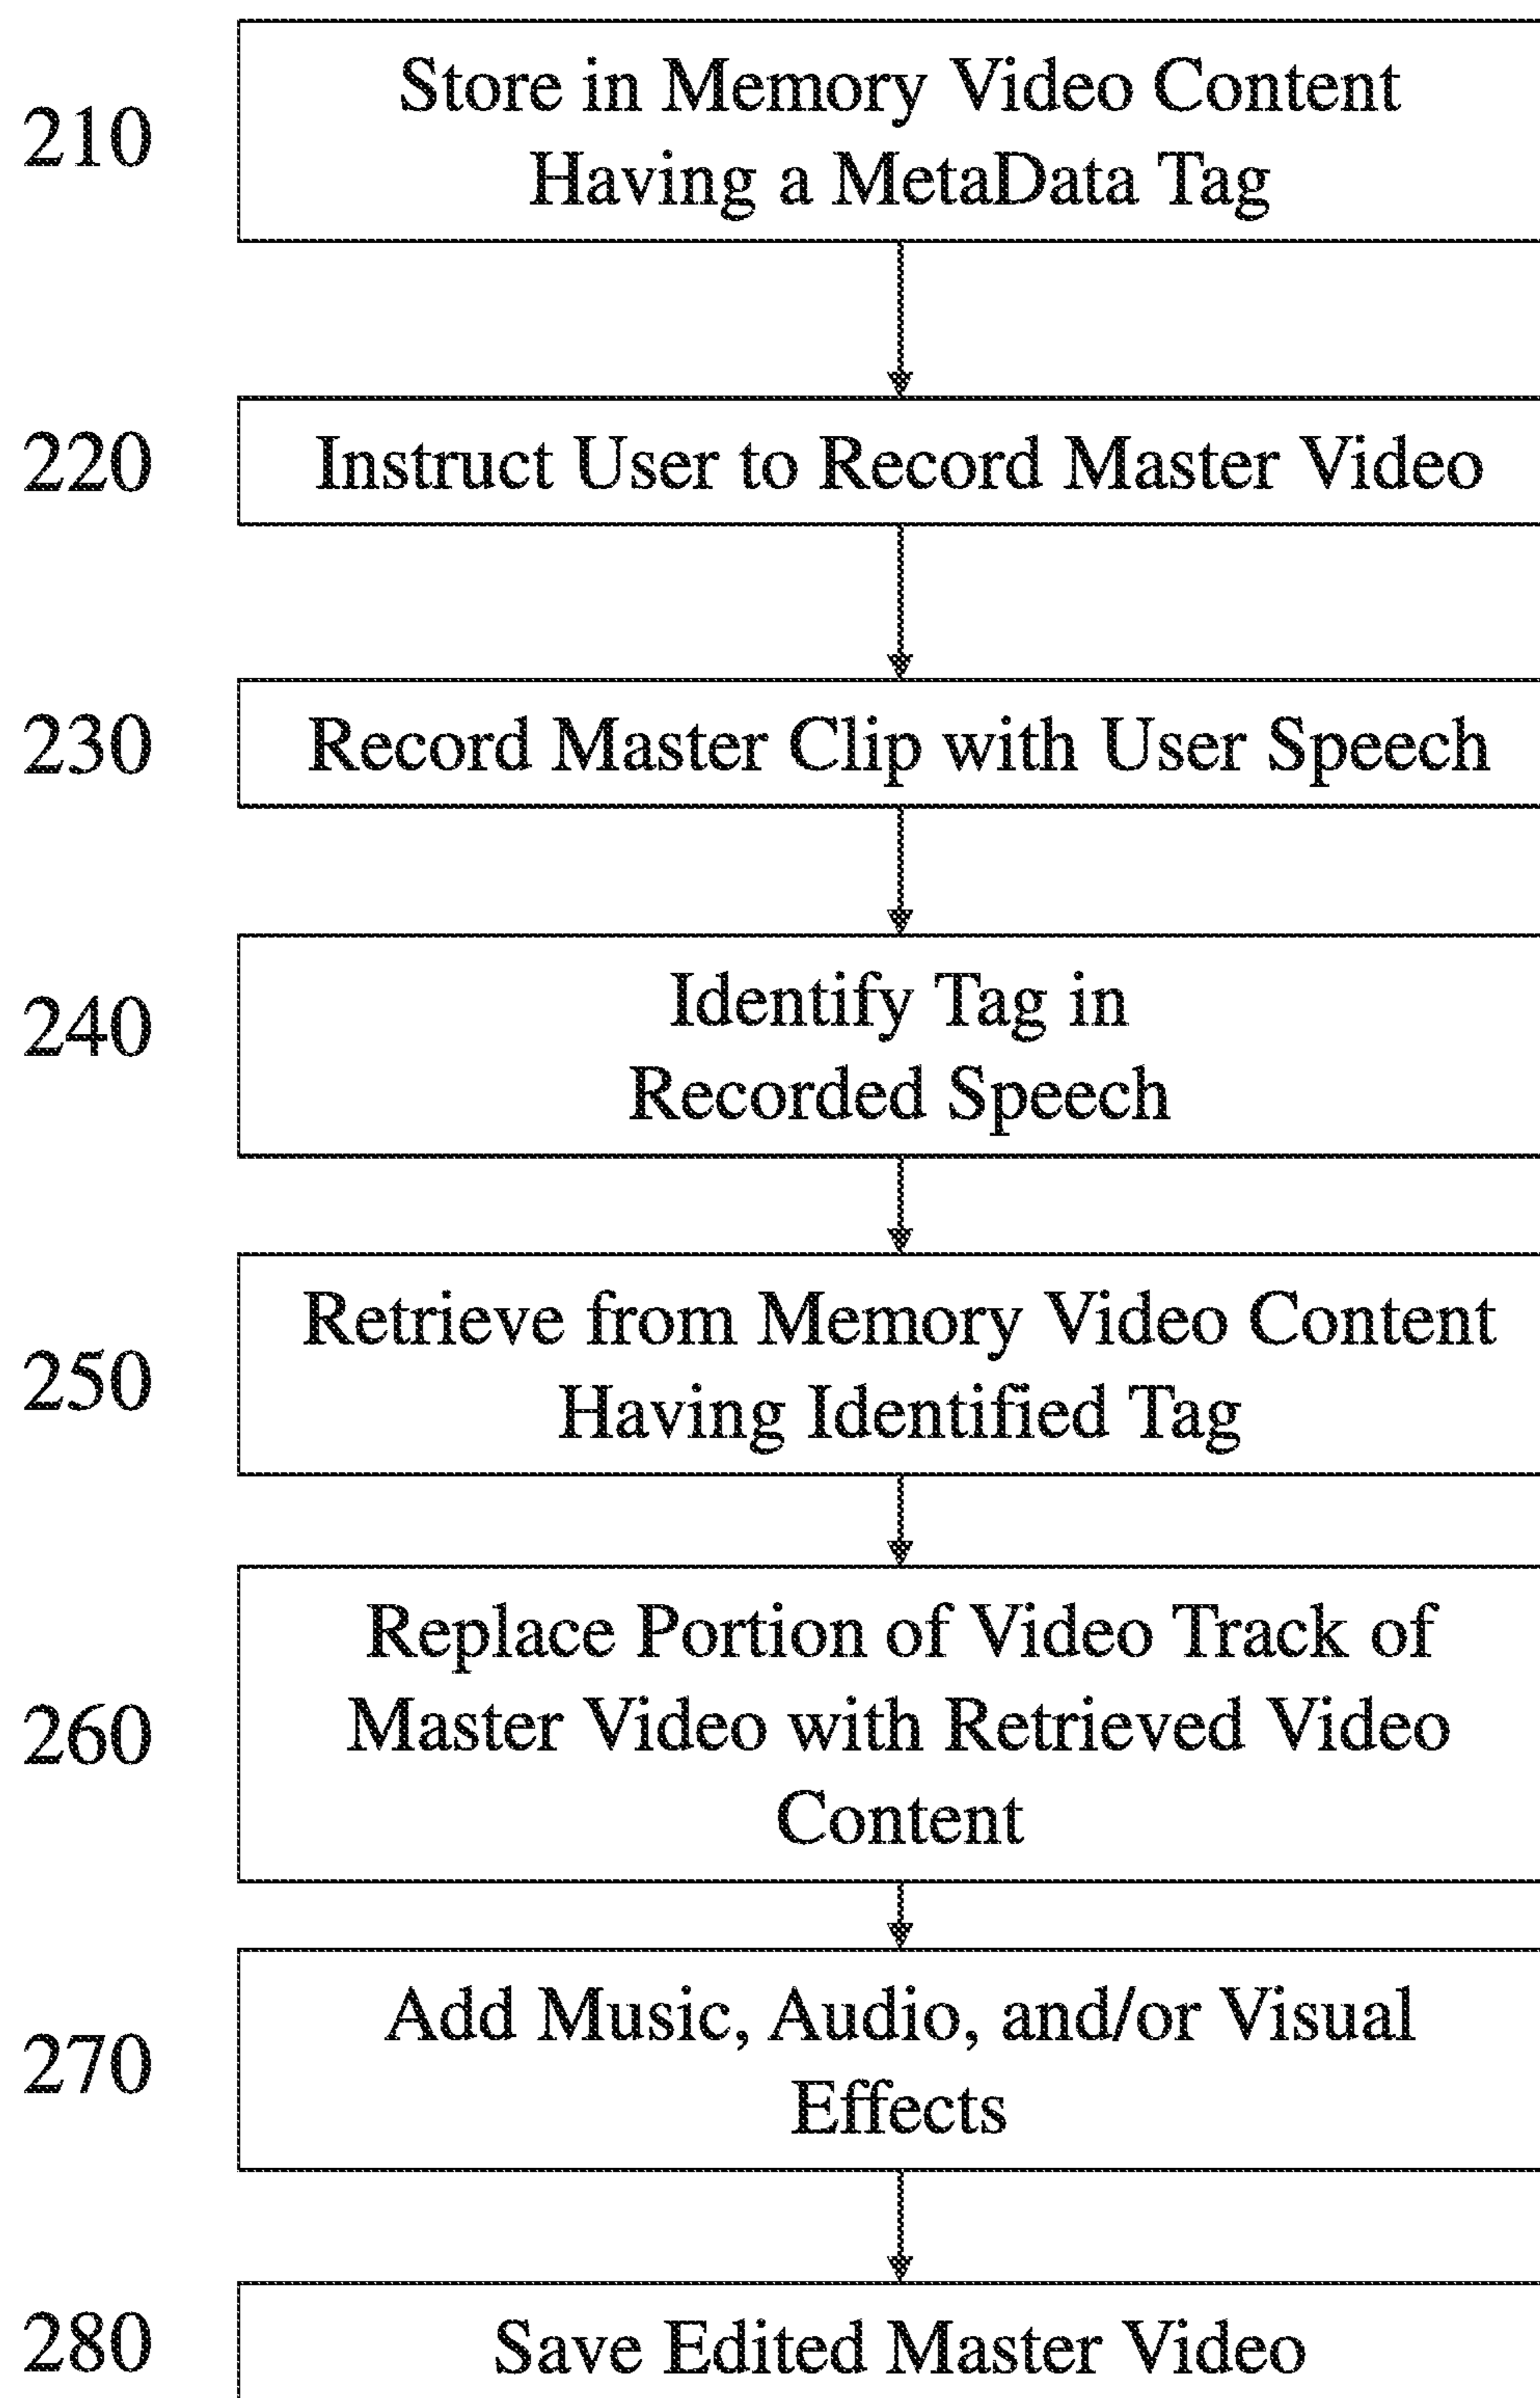 Store in Memory Video Content
210
Having a MetaData Tag
220
Instruct User to Record Master Video
230
Record Master Clip with User Speech
Identify Tag in
240
Recorded Speech
Retrieve from Memory Video Content
250
Having Identified Tag
Replace Portion of Video Track of
260
Master Video with Retrieved Video
Content
Add Music, Audio, and/or Visual
270
Effects
280
Save Edited Master Video